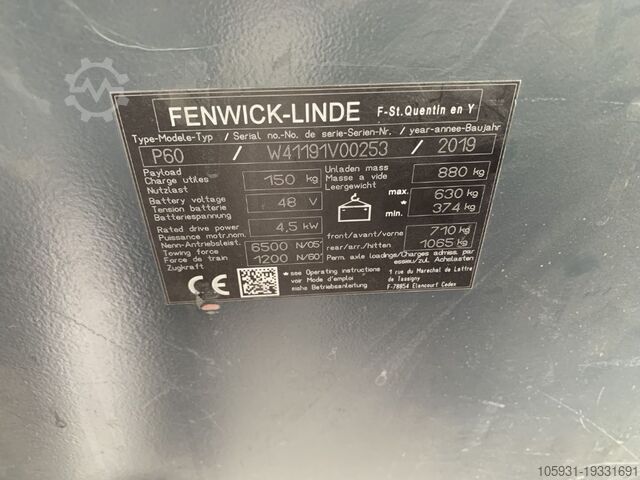 FENWICK-LINDE F-St.Quentin en Y
Type-Modele-Typ / Serial no.-No. de serie-Serien-Nr. / year-annee-Baujahr
P60 / W41191V00253 / 2019
Payload
Charge utiles 150 kg
Nutzlast
Unladen mass
Masse a vide 880 kg
Leergewicht
Battery voltage
Tension batterie 48 V
Batteriespannung
max. 630 kg
*
min. 374 kg
Rated drive power
Puissance motr.nom. 4,5 kW
Nenn-Antriebsleist.
front/avant/vorne 710 kg
rear/arr./hitten 1065 kg
Towing force 6500 N/05'
Force de train 1200 N/60'
Zugkraft
Perm. axle loadings/Charges admiss. par
essieu/zul. Achselasten
CE
*see Operating instructions
voir Mode d'emploi
siehe Betriebsanleitung
1 rue du Marechal de Lattre
de Tassigny
F-78854 Elancourt Cedex
105931-19331691